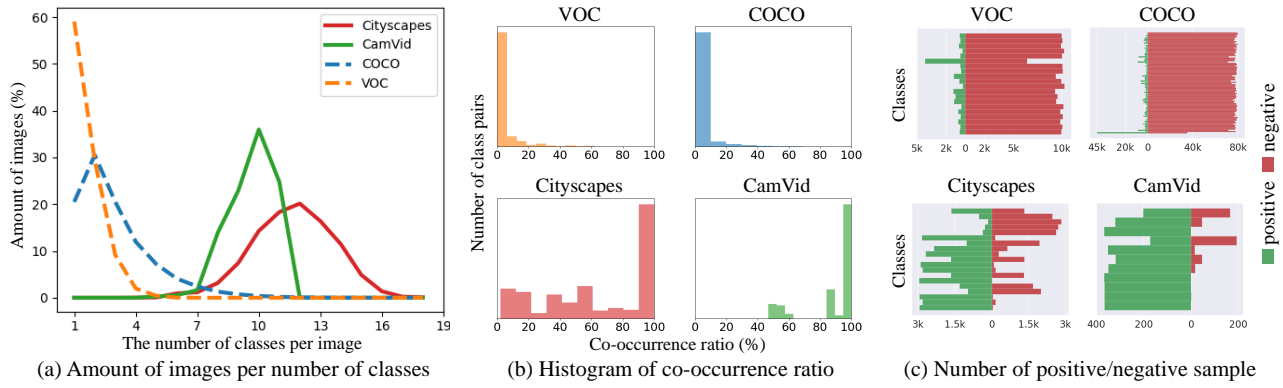 60
50
40
30
20
10
0
Amount of images (%)
Cityscapes
CamVid
COCO
VOC
1 4 7 10 13 16 19
The number of classes per image
(a) Amount of images per number of classes
VOC COCO
0 20 40 60 80 100 0 20 40 60 80 100
Number of class pairs
Cityscapes CamVid
0 20 40 60 80 100 0 20 40 60 80 100
Co-occurrence ratio (%)
(b) Histogram of co-occurrence ratio
VOC COCO
Classes
5k 2k 0 2k 5k 10k 45k 20k 0 40k 80k
Cityscapes CamVid
Classes
3k 1.5k 0 1.5k 3k 400 200 0 200
positive negative
(c) Number of positive/negative sample